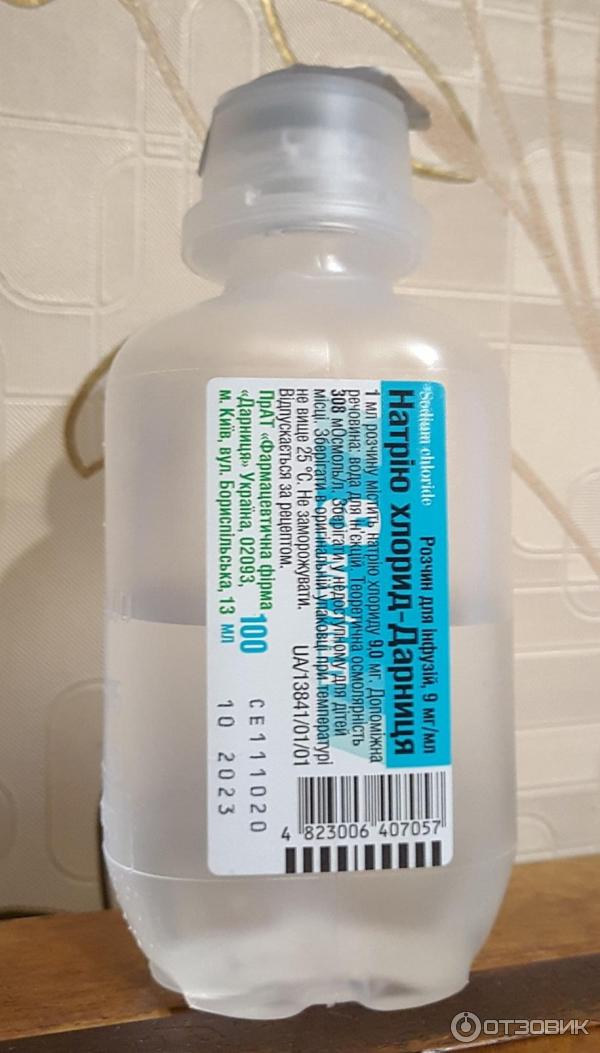 Sodium chloride
Розчин для інфузій, 9 мг/мл
Натрію хлорид-Дарниця
1 мл розчину містить натрію хлориду 9,0 мг. Допоміжна
речовина: вода для ін'єкцій. Теоретична осмолярність
308 мОсмоль/л. Зберігати у недоступному для дітей
місці. Зберігати в оригінальній упаковці при температурі
не вище 25 °С. Не заморожувати.
Відпускається за рецептом.
UA/13841/01/01
ПрАТ «Фармацевтична фірма
«Дарниця» Україна, 02093,
м. Київ, вул. Бориспільська, 13
100 мл
CE111020
10 2023
4 823006 407057
ОТЗОВИК